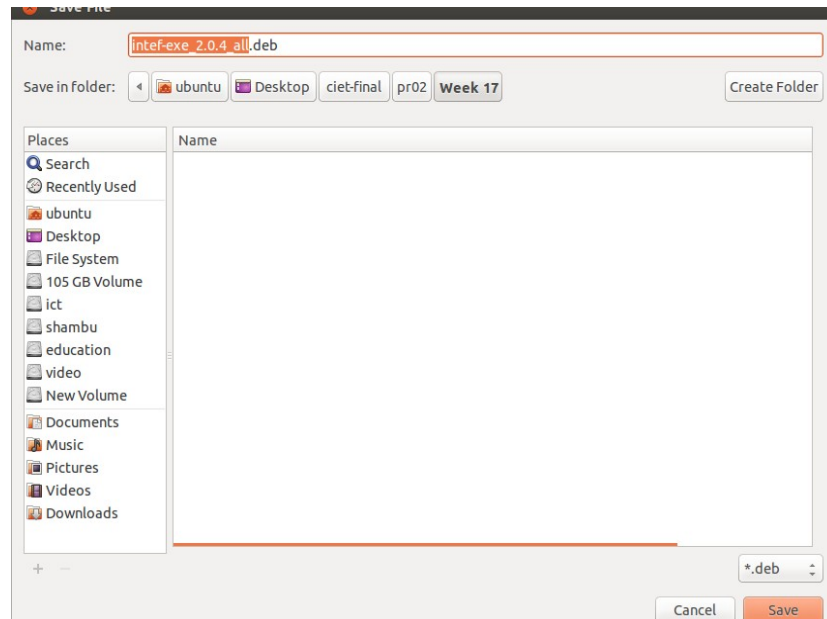 Save File
Name: intef-exe_2.0.4_all.deb
Save in folder: ubuntu Desktop ciet-final pr02 Week 17 Create Folder
Places Name
Search
Recently Used
ubuntu
Desktop
File System
105 GB Volume
ict
shambu
education
video
New Volume
Documents
Music
Pictures
Videos
Downloads
*.deb
Cancel Save